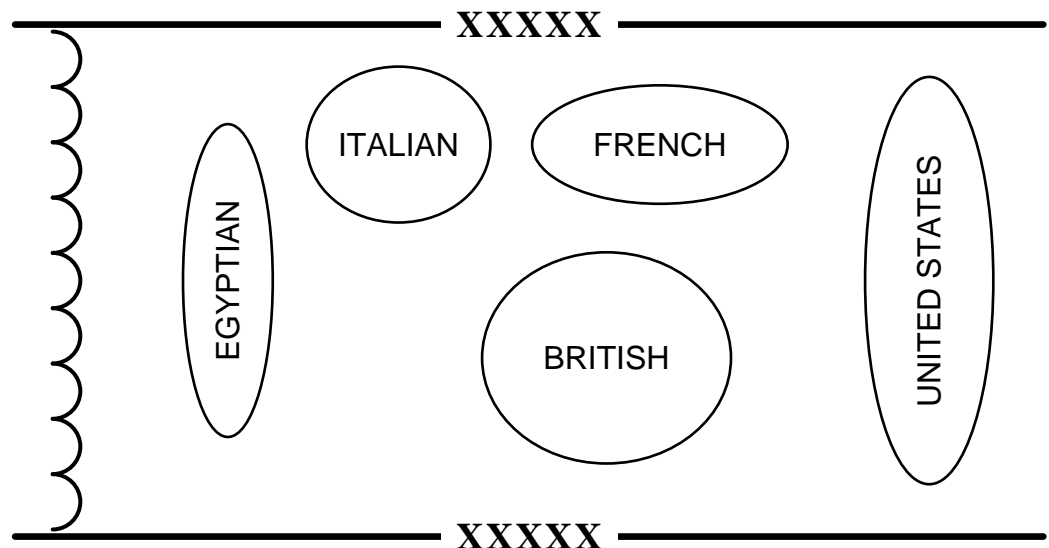 XXXXX
ITALIAN
FRENCH
EGYPTIAN
UNITED STATES
BRITISH
XXXXX